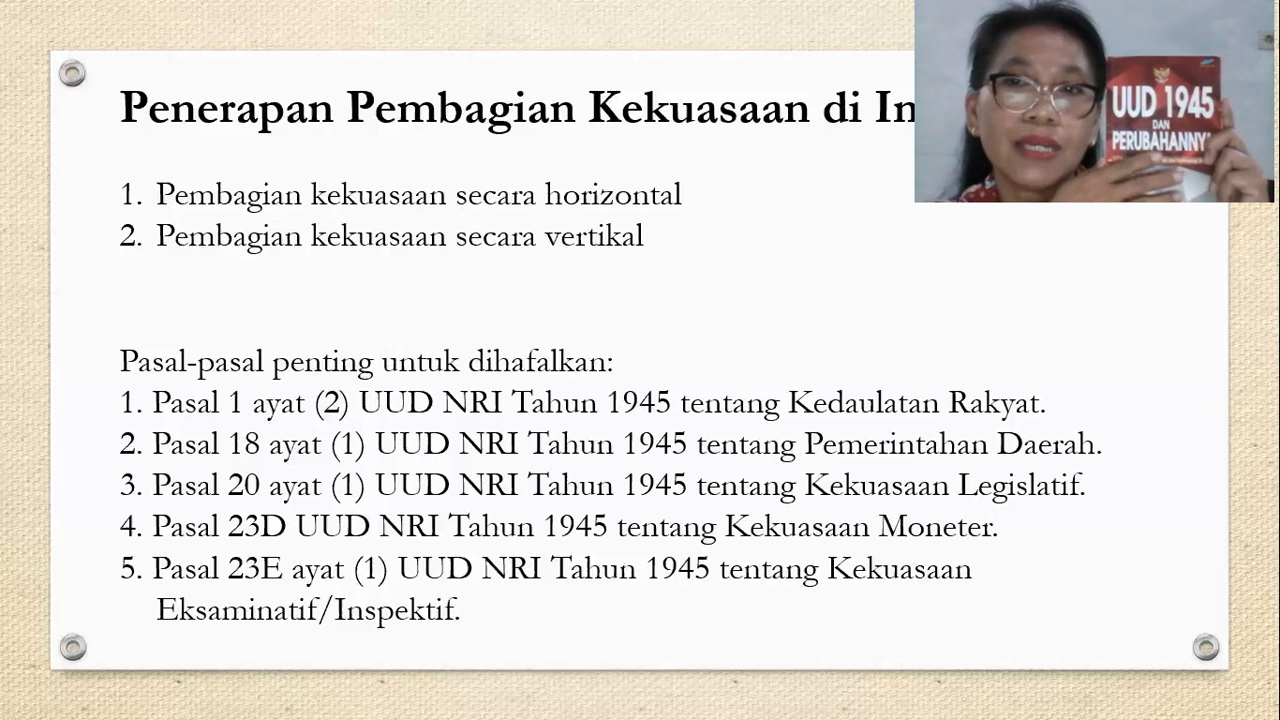 Penerapan Pembagian Kekuasaan di In
1. Pembagian kekuasaan secara horizontal
2. Pembagian kekuasaan secara vertikal
Pasal-pasal penting untuk dihafalkan:
1. Pasal 1 ayat (2) UUD NRI Tahun 1945 tentang Kedaulatan Rakyat.
2. Pasal 18 ayat (1) UUD NRI Tahun 1945 tentang Pemerintahan Daerah.
3. Pasal 20 ayat (1) UUD NRI Tahun 1945 tentang Kekuasaan Legislatif.
4. Pasal 23D UUD NRI Tahun 1945 tentang Kekuasaan Moneter.
5. Pasal 23E ayat (1) UUD NRI Tahun 1945 tentang Kekuasaan
Eksaminatif/Inspektif.
UUD 1945
DAN
PERUBAHANNY